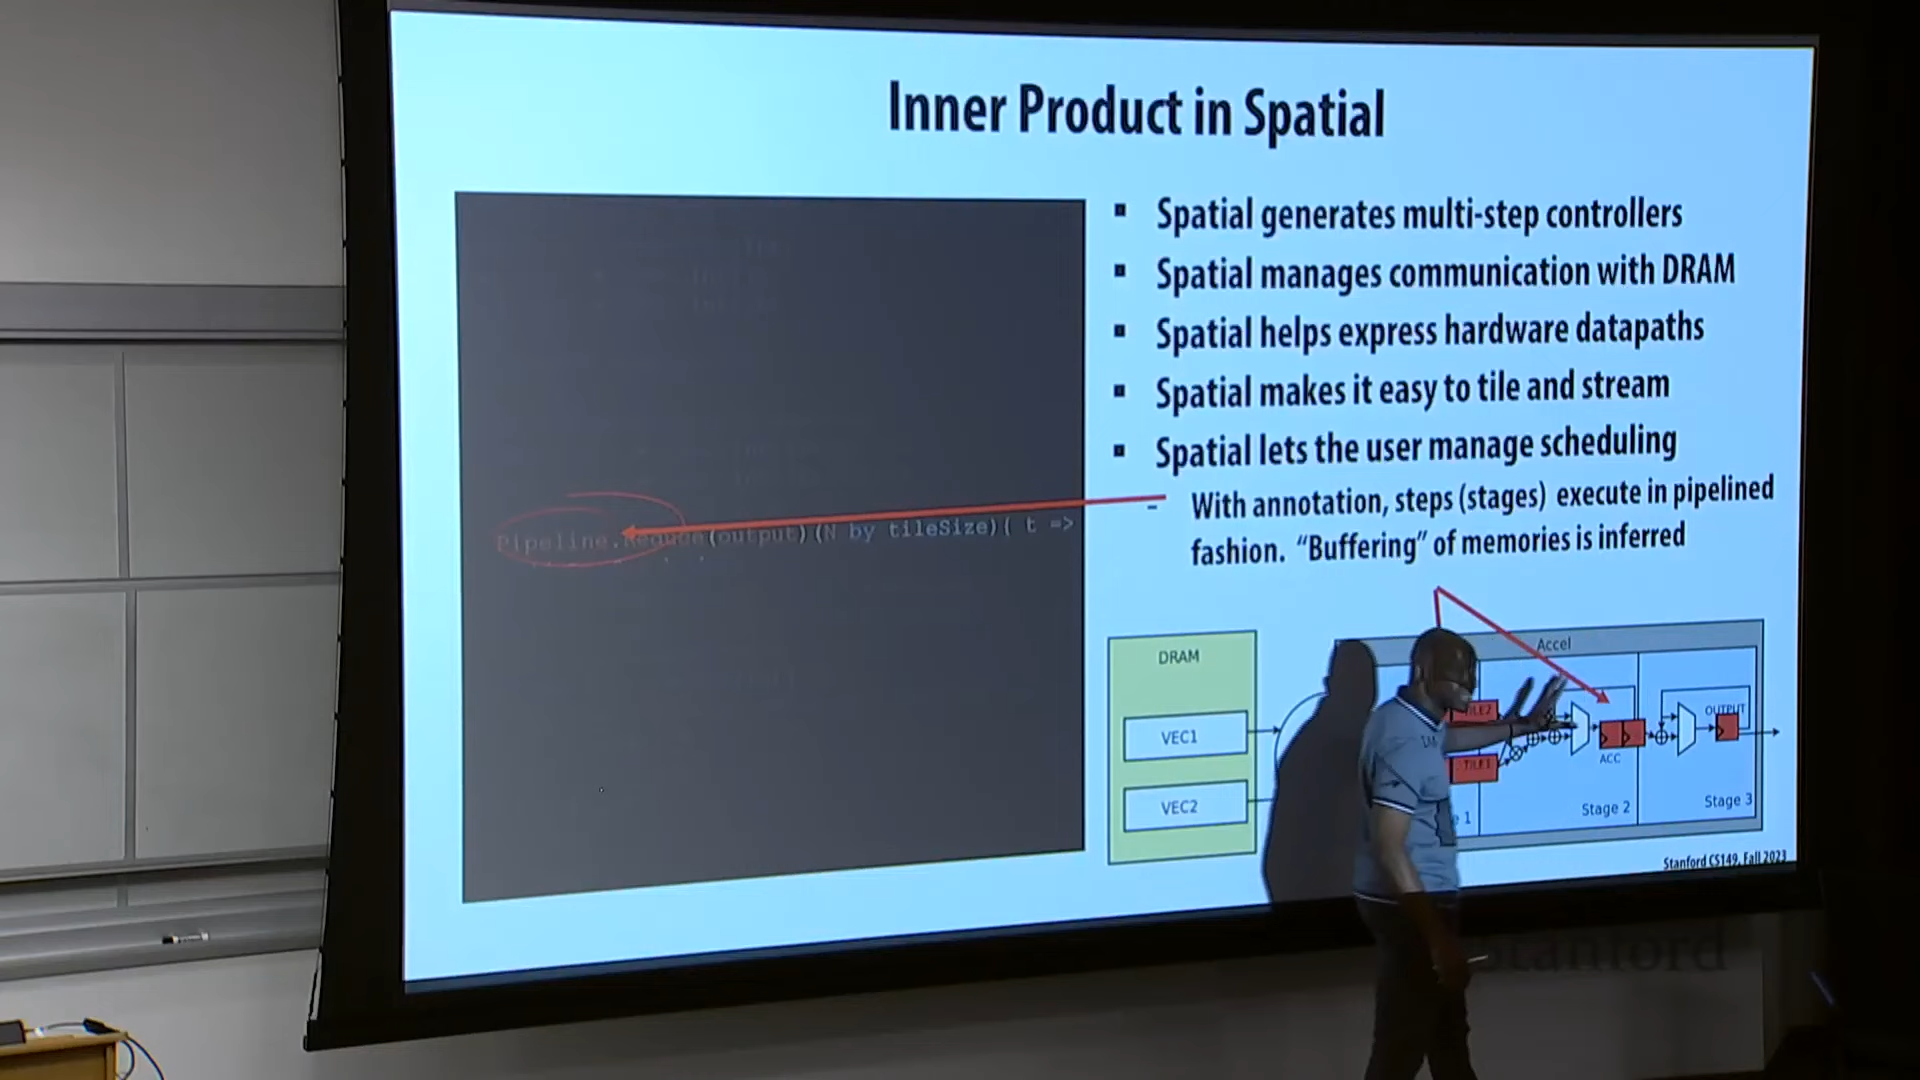 Inner Product in Spatial
▪ Spatial generates multi-step controllers
▪ Spatial manages communication with DRAM
▪ Spatial helps express hardware datapaths
▪ Spatial makes it easy to tile and stream
▪ Spatial lets the user manage scheduling
- With annotation, steps (stages) execute in pipelined
fashion. “Buffering” of memories is inferred
Pipeline.Reduce(output)(N by tileSize){ t =>
DRAM
VEC1
VEC2
Accel
TILE2
TILE1
ACC
OUTPUT
1
Stage 2
Stage 3
Stanford CS149, Fall 2023
Stanford